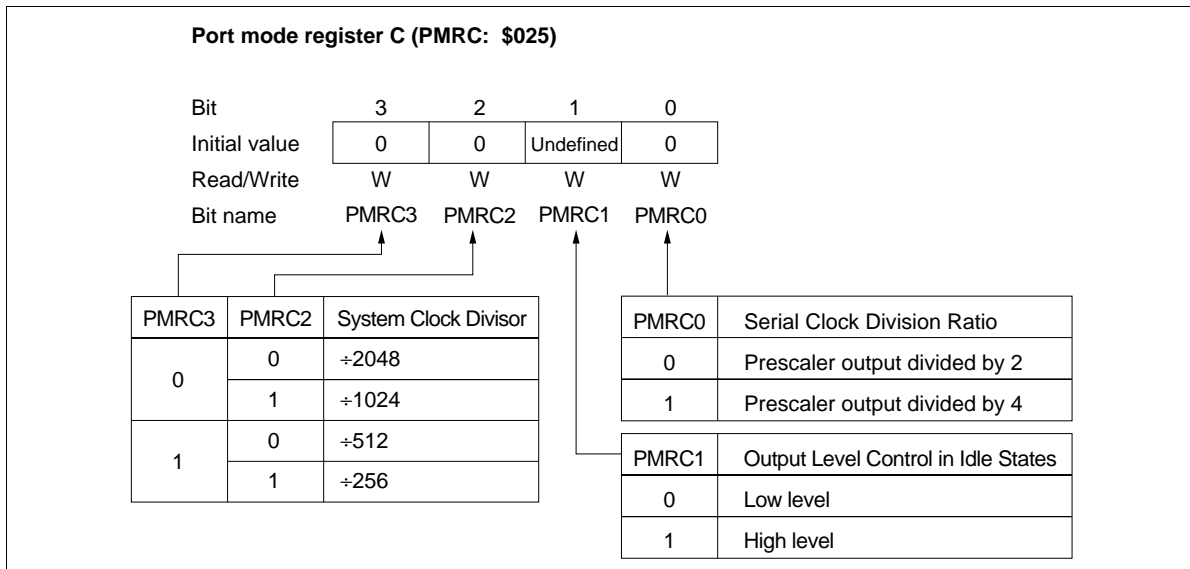 Port mode register C (PMRC: $025)
Bit 3 2 1 0
Initial value 0 0 Undefined 0
Read/Write W W W W
Bit name PMRC3 PMRC2 PMRC1 PMRC0
PMRC3 PMRC2 System Clock Divisor
0 0 ÷2048
1 ÷1024
1 0 ÷512
1 ÷256
PMRC0 Serial Clock Division Ratio
0 Prescaler output divided by 2
1 Prescaler output divided by 4
PMRC1 Output Level Control in Idle States
0 Low level
1 High level